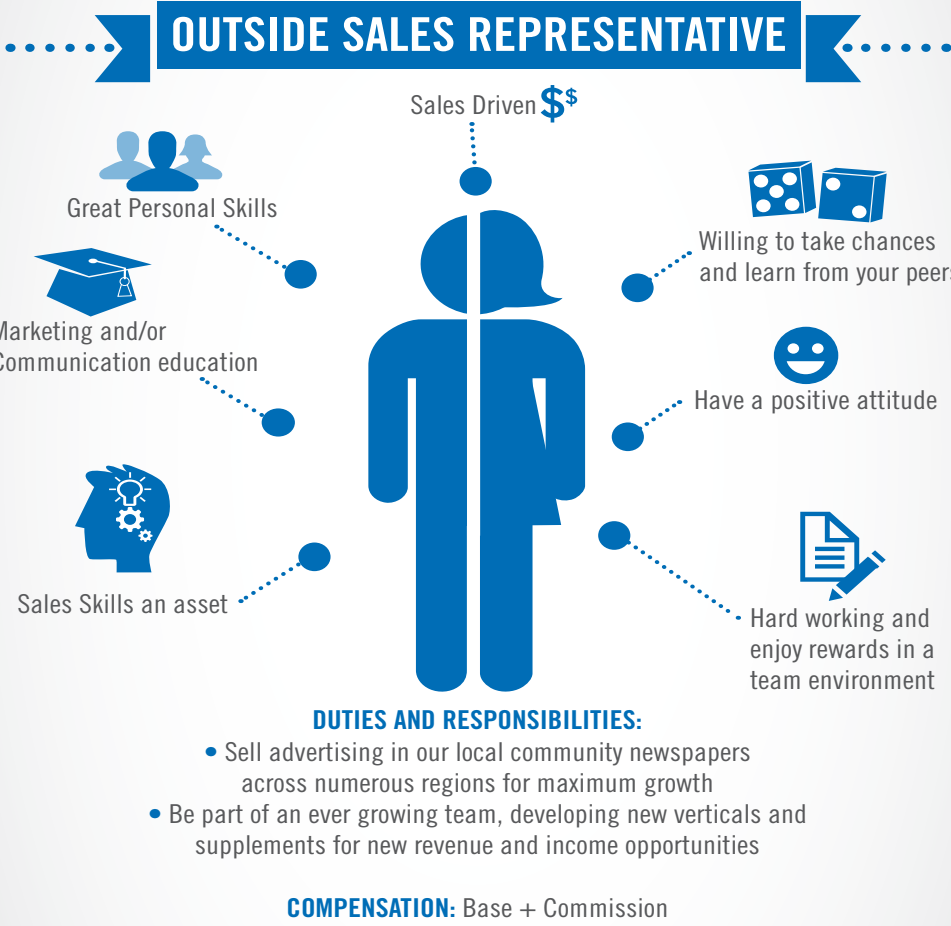 OUTSIDE SALES REPRESENTATIVE
Sales Driven $$
Great Personal Skills
Marketing and/or
Communication education
Sales Skills an asset
Willing to take chances
and learn from your peers
Have a positive attitude
Hard working and
enjoy rewards in a
team environment
DUTIES AND RESPONSIBILITIES:
• Sell advertising in our local community newspapers
across numerous regions for maximum growth
• Be part of an ever growing team, developing new verticals and
supplements for new revenue and income opportunities
COMPENSATION: Base + Commission